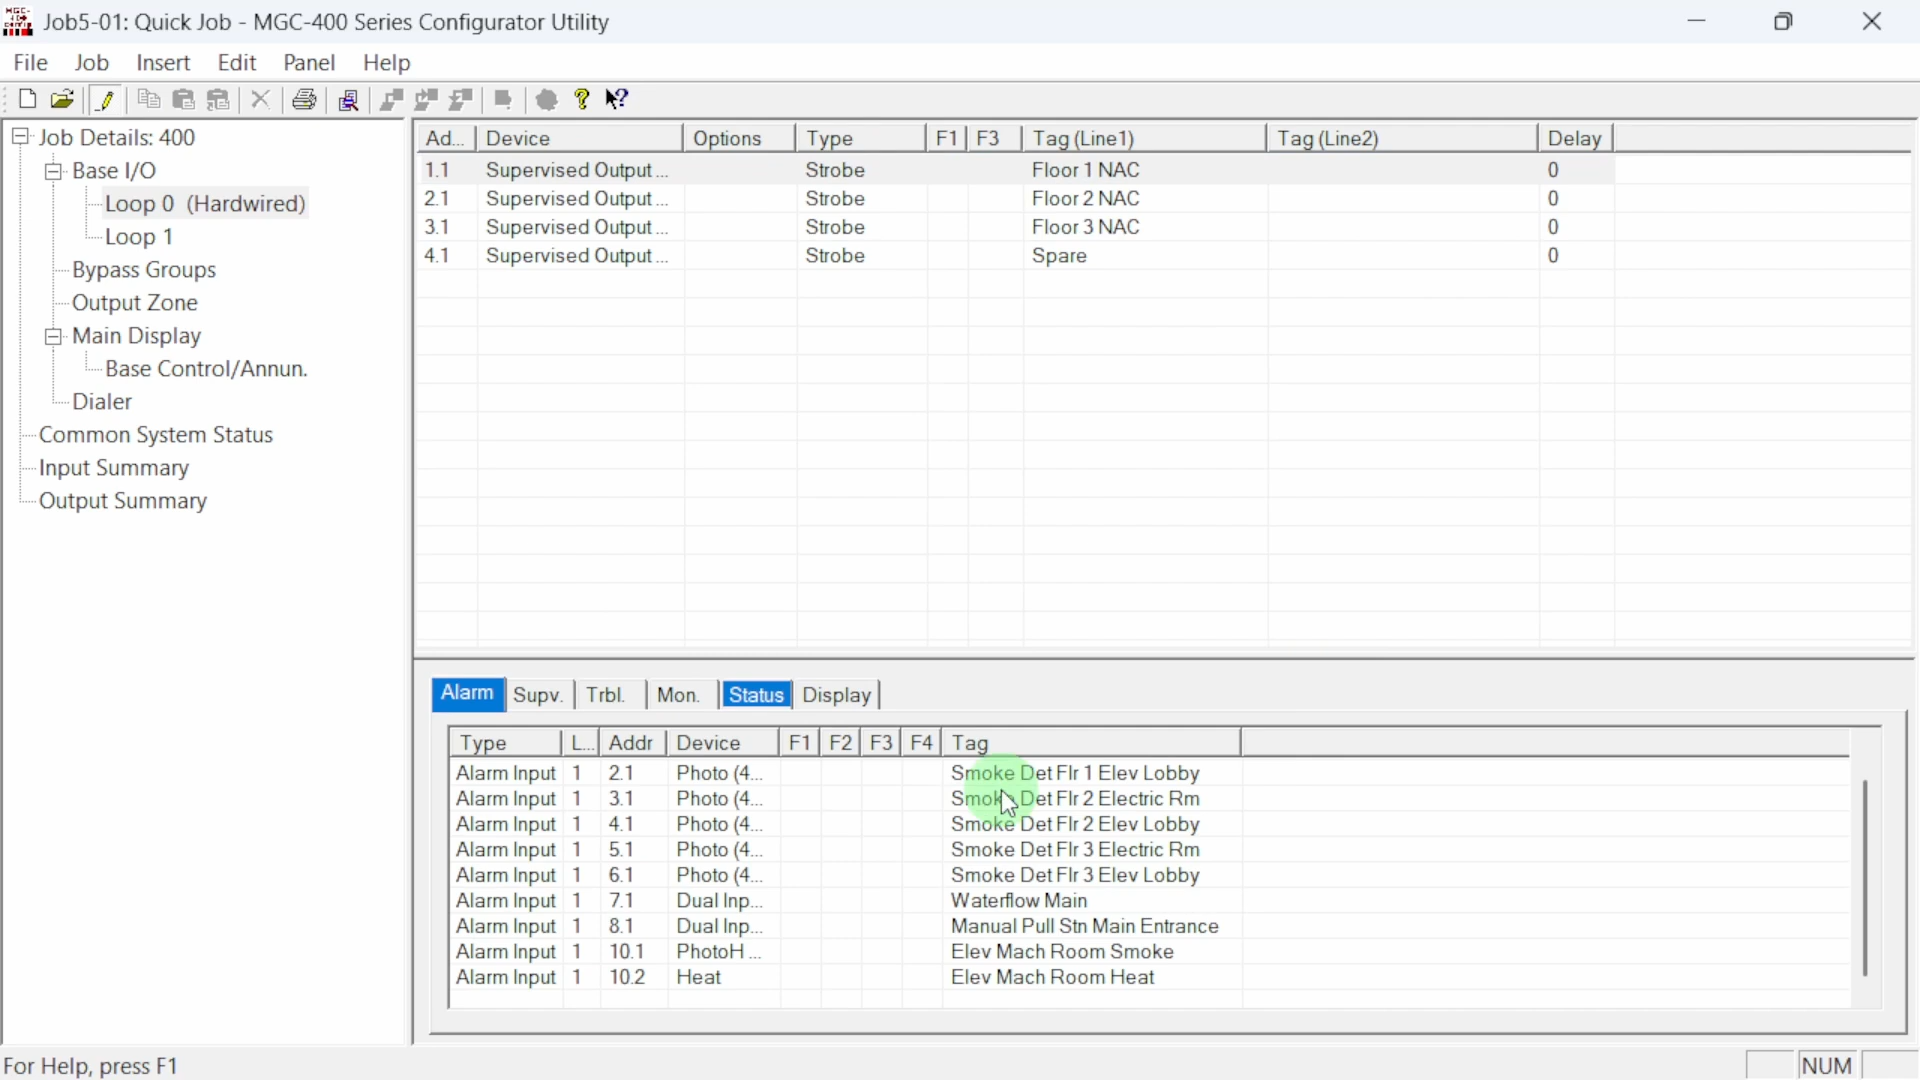 Job5-01: Quick Job - MGC-400 Series Configurator Utility
File Job Insert Edit Panel Help
Job Details: 400
Base I/O
Loop 0 (Hardwired)
Loop 1
Bypass Groups
Output Zone
Main Display
Base Control/Annun.
Dialer
Common System Status
Input Summary
Output Summary
Ad... Device Options Type F1 F3 Tag (Line1) Tag (Line2) Delay
1.1 Supervised Output ... Strobe Floor 1 NAC 0
2.1 Supervised Output ... Strobe Floor 2 NAC 0
3.1 Supervised Output ... Strobe Floor 3 NAC 0
4.1 Supervised Output ... Strobe Spare 0
Alarm Supv. Trbl. Mon. Status Display
Type L... Addr Device F1 F2 F3 F4 Tag
Alarm Input 1 2.1 Photo (4... Smoke Det Flr 1 Elev Lobby
Alarm Input 1 3.1 Photo (4... Smoke Det Flr 2 Electric Rm
Alarm Input 1 4.1 Photo (4... Smoke Det Flr 2 Elev Lobby
Alarm Input 1 5.1 Photo (4... Smoke Det Flr 3 Electric Rm
Alarm Input 1 6.1 Photo (4... Smoke Det Flr 3 Elev Lobby
Alarm Input 1 7.1 Dual Inp... Waterflow Main
Alarm Input 1 8.1 Dual Inp... Manual Pull Stn Main Entrance
Alarm Input 1 10.1 PhotoH ... Elev Mach Room Smoke
Alarm Input 1 10.2 Heat Elev Mach Room Heat
For Help, press F1
NUM